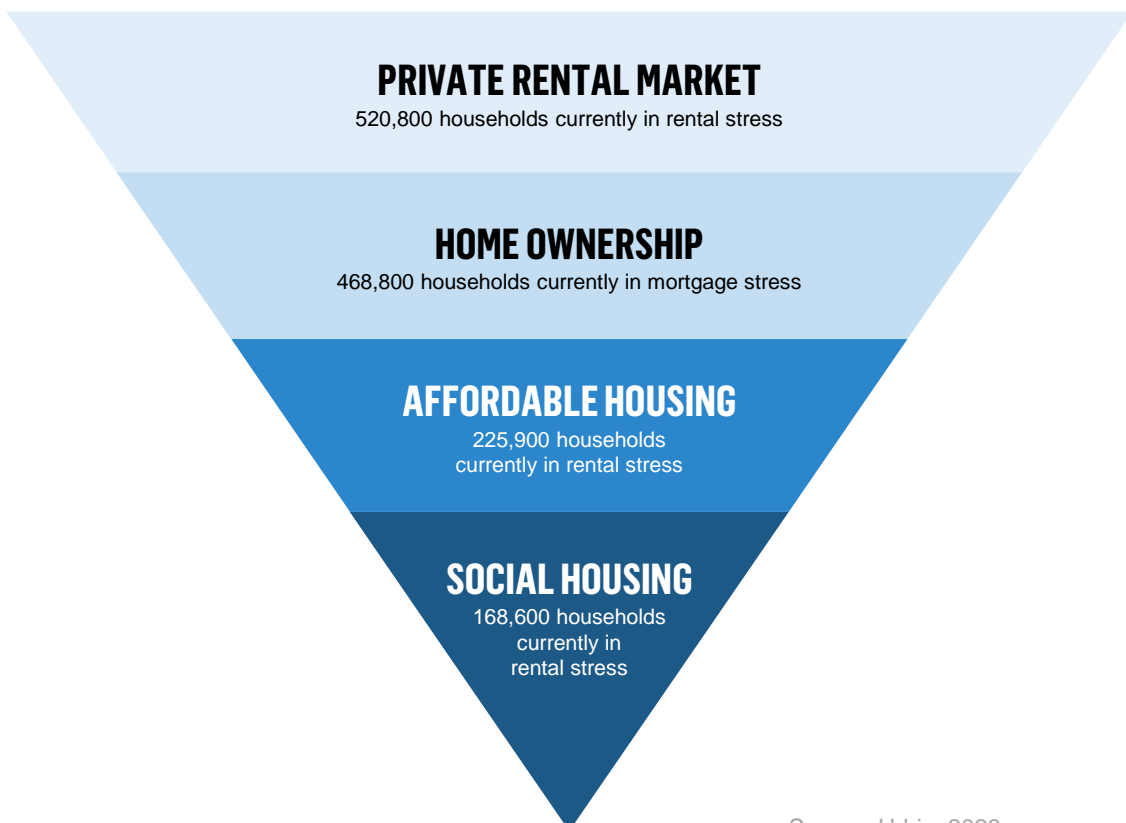 PRIVATE RENTAL MARKET
520,800 households currently in rental stress
HOME OWNERSHIP
468,800 households currently in mortgage stress
AFFORDABLE HOUSING
225,900 households
currently in rental stress
SOCIAL HOUSING
168,600 households
currently in
rental stress